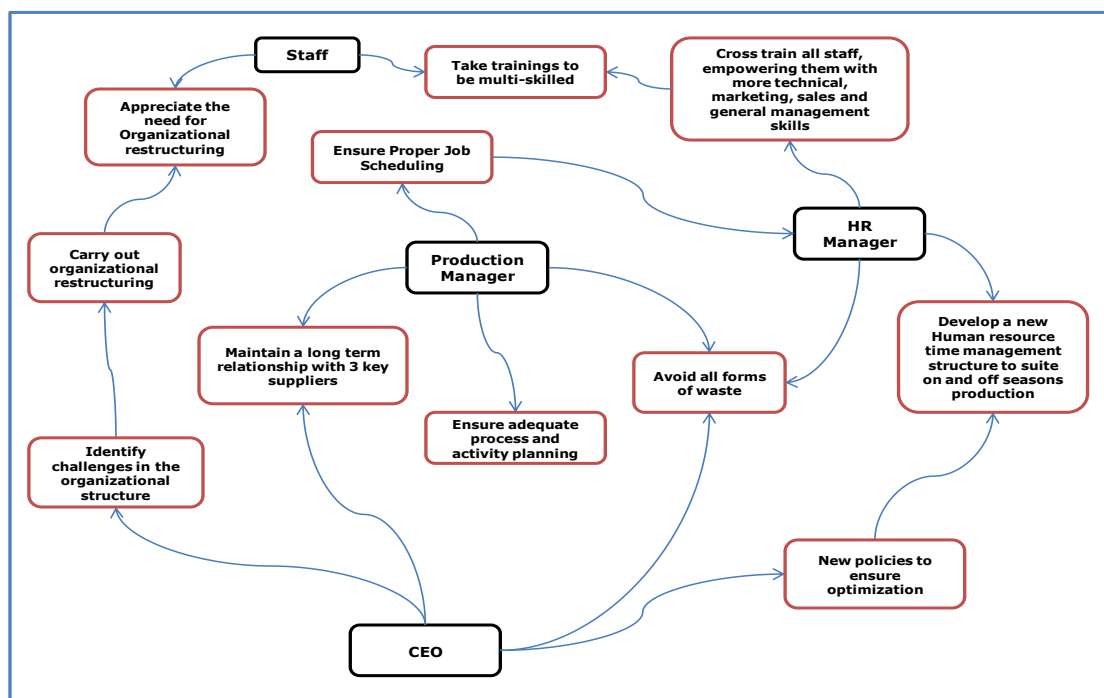 Staff
Take trainings to
be multi-skilled
Cross train all staff,
empowering them with
more technical,
marketing, sales and
general management
skills
Appreciate the
need for
Organizational
restructuring
Ensure Proper Job
Scheduling
HR
Manager
Carry out
organizational
restructuring
Production
Manager
Maintain a long term
relationship with 3 key
suppliers
Avoid all forms
of waste
Develop a new
Human resource
time management
structure to suite
on and off seasons
production
Ensure adequate
process and
activity planning
Identify
challenges in the
organizational
structure
New policies to
ensure
optimization
CEO